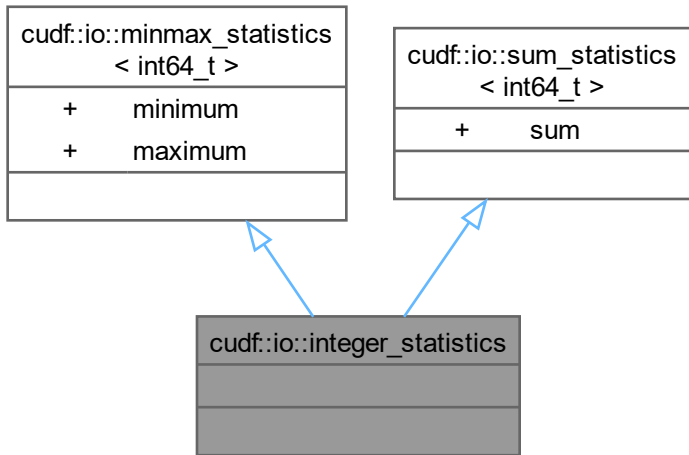 cudf::io::minmax_statistics
< int64_t >
+ minimum
+ maximum
cudf::io::sum_statistics
< int64_t >
+ sum
cudf::io::integer_statistics